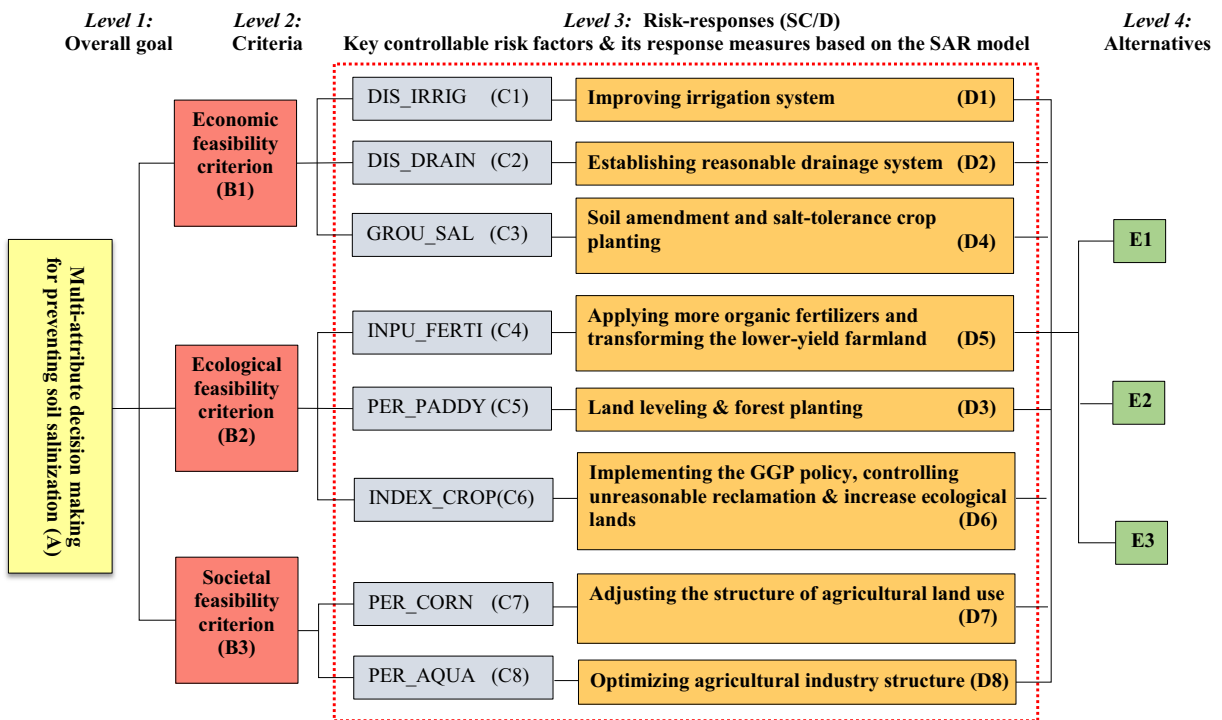 Level 1:
Overall goal
Level 2:
Criteria
Level 3: Risk-responses (SC/D)
Key controllable risk factors & its response measures based on the SAR model
Level 4:
Alternatives
Multi-attribute decision making
for preventing soil salinization (A)
Economic
feasibility
criterion
(B1)
DIS_IRRIG (C1)
Improving irrigation system (D1)
DIS_DRAIN (C2)
Establishing reasonable drainage system (D2)
GROU_SAL (C3)
Soil amendment and salt-tolerance crop
planting (D4)
Ecological
feasibility
criterion
(B2)
INPU_FERTI (C4)
Applying more organic fertilizers and
transforming the lower-yield farmland (D5)
PER_PADDY (C5)
Land leveling & forest planting (D3)
INDEX_CROP(C6)
Implementing the GGP policy, controlling
unreasonable reclamation & increase ecological
lands (D6)
Societal
feasibility
criterion
(B3)
PER_CORN (C7)
Adjusting the structure of agricultural land use
(D7)
PER_AQUA (C8)
Optimizing agricultural industry structure (D8)
E1
E2
E3